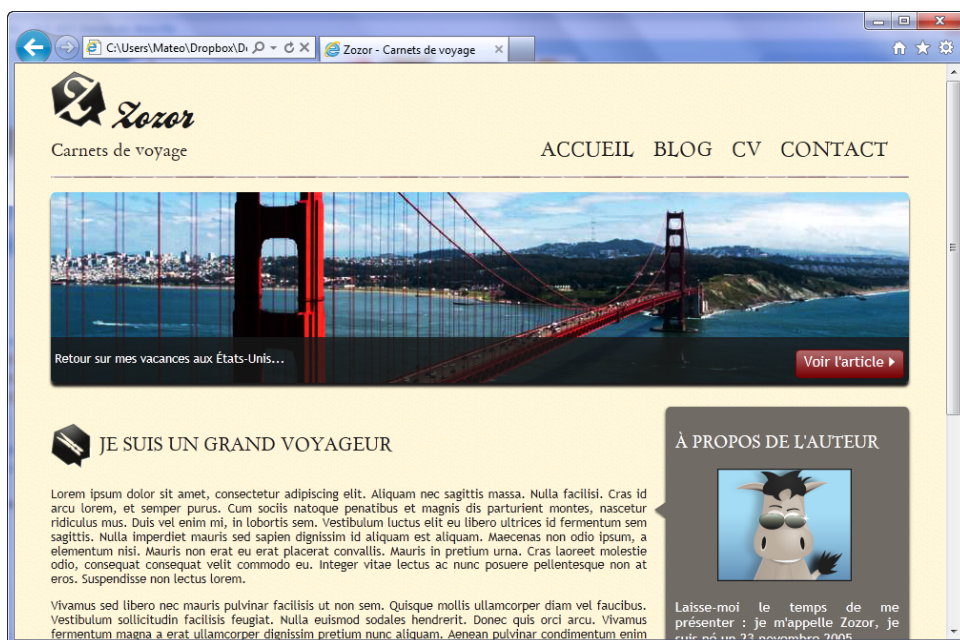 C:\Users\Mateo\Dropbox\D
Zozor - Carnets de voyage
Zozor
Carnets de voyage
ACCUEIL BLOG CV CONTACT
Retour sur mes vacances aux États-Unis...
Voir l'article
JE SUIS UN GRAND VOYAGEUR
Lorem ipsum dolor sit amet, consectetur adipiscing elit. Aliquam nec sagittis massa. Nulla facilisi. Cras id
arcu lorem, et semper purus. Cum sociis natoque penatibus et magnis dis parturient montes, nascetur
ridiculus mus. Duis vel enim mi, in lobortis sem. Vestibulum luctus elit eu libero ultrices id fermentum sem
sagittis. Nulla imperdiet mauris sed sapien dignissim id aliquam est aliquam. Maecenas non odio ipsum, a
elementum nisi. Mauris non erat eu erat placerat convallis. Mauris in pretium urna. Cras laoreet molestie
odio, consequat consequat velit commodo eu. Integer vitae lectus ac nunc posuere pellentesque non at
eros. Suspendisse non lectus lorem.
Vivamus sed libero nec mauris pulvinar facilisis ut non sem. Quisque mollis ullamcorper diam vel faucibus.
Vestibulum sollicitudin facilisis feugiat. Nulla euismod sodales hendrerit. Donec quis orci arcu. Vivamus
fermentum magna a erat ullamcorper dignissim pretium nunc aliquam. Aenean pulvinar condimentum enim
À PROPOS DE L'AUTEUR
Laisse-moi le temps de me
présenter : je m'appelle Zozor, je
suis né un 23 novembre 2005